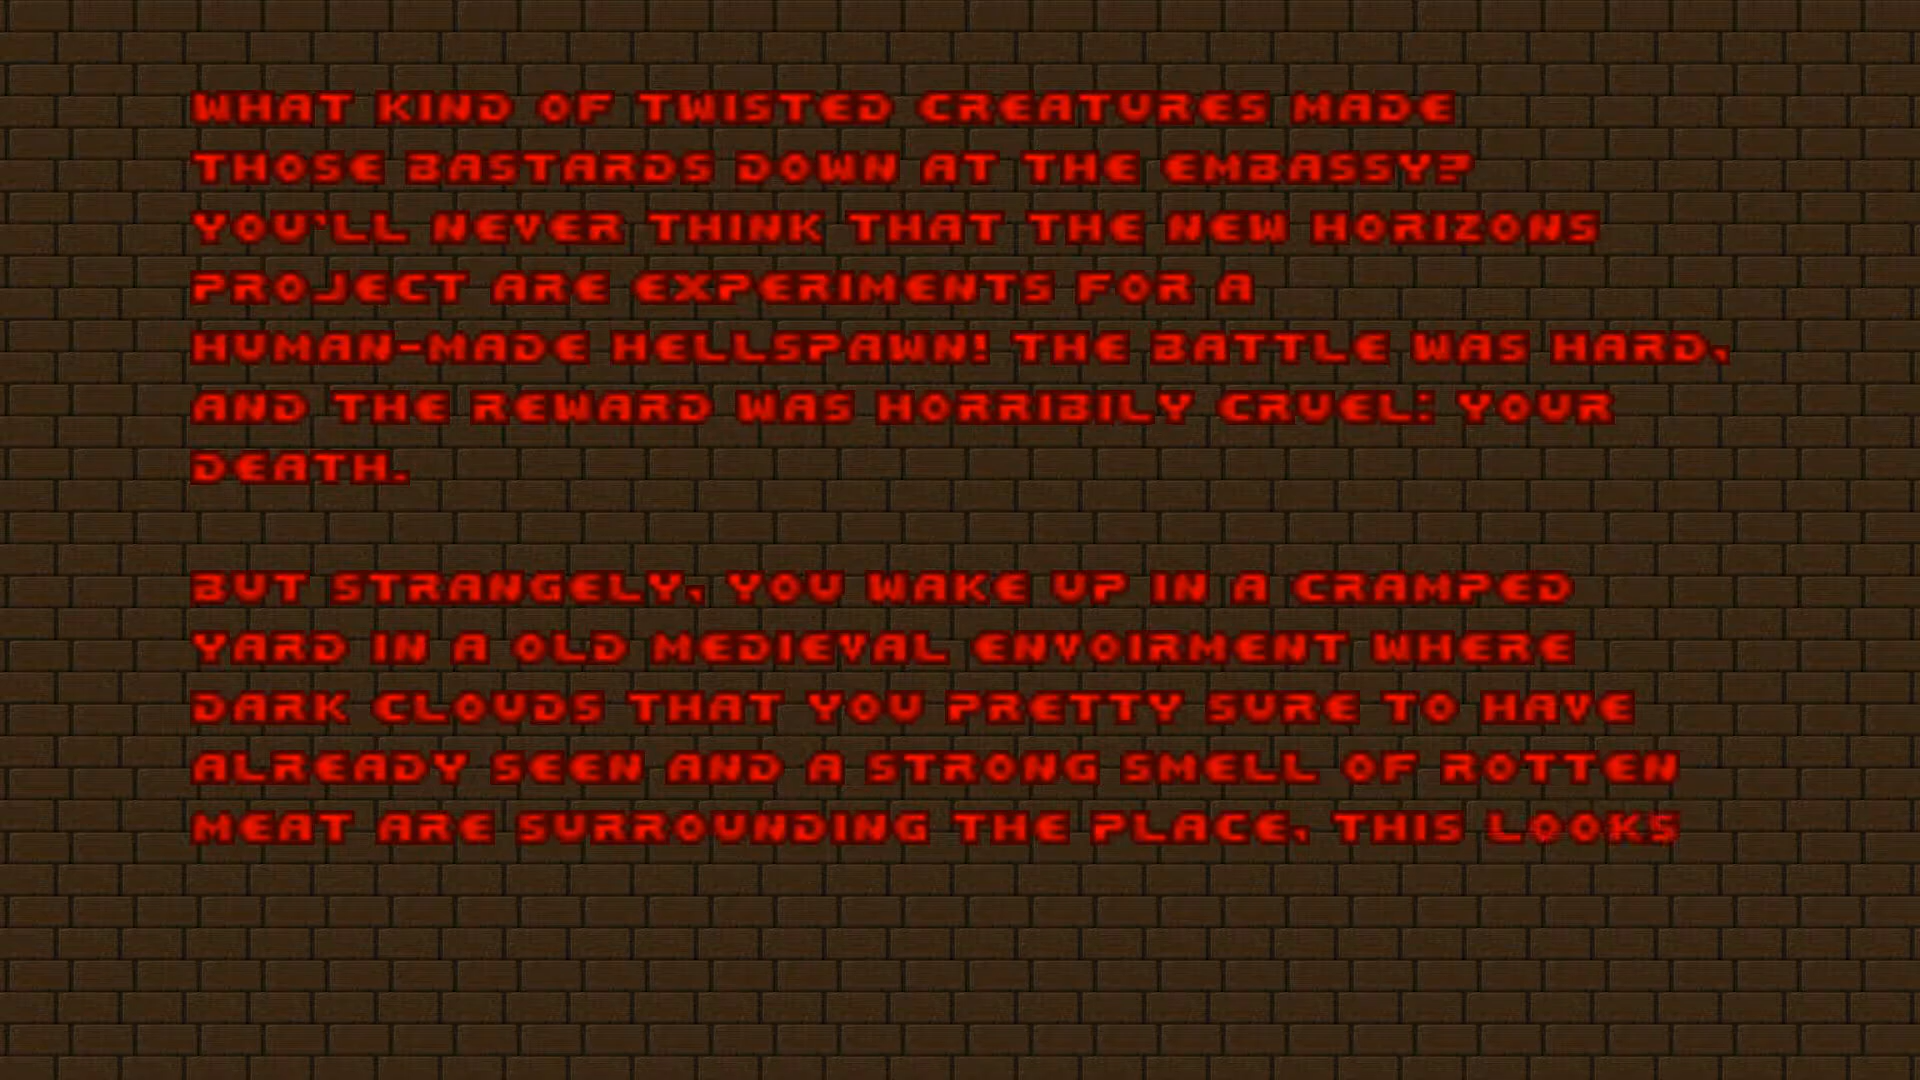 WHAT KIND OF TWISTED CREATURES MADE
THOSE BASTARDS DOWN AT THE EMBASSY?
YOU'LL NEVER THINK THAT THE NEW HORIZONS
PROJECT ARE EXPERIMENTS FOR A
HUMAN-MADE HELLSPAWN! THE BATTLE WAS HARD,
AND THE REWARD WAS HORRIBILY CRUEL: YOUR
DEATH.
BUT STRANGELY, YOU WAKE UP IN A CRAMPED
YARD IN A OLD MEDIEVAL ENVOIRMENT WHERE
DARK CLOUDS THAT YOU PRETTY SURE TO HAVE
ALREADY SEEN AND A STRONG SMELL OF ROTTEN
MEAT ARE SURROUNDING THE PLACE, THIS LOOKS